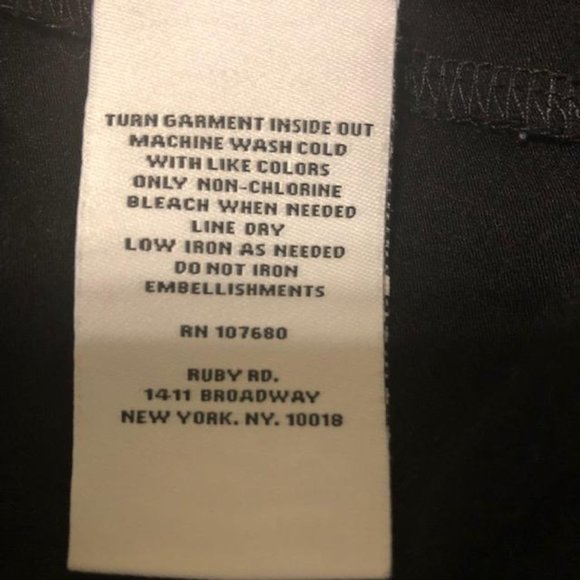 TURN GARMENT INSIDE OUT
MACHINE WASH COLD
WITH LIKE COLORS
ONLY NON-CHLORINE
BLEACH WHEN NEEDED
LINE DRY
LOW IRON AS NEEDED
DO NOT IRON
EMBELLISHMENTS
RN 107680
RUBY RD.
1411 BROADWAY
NEW YORK. NY. 10018